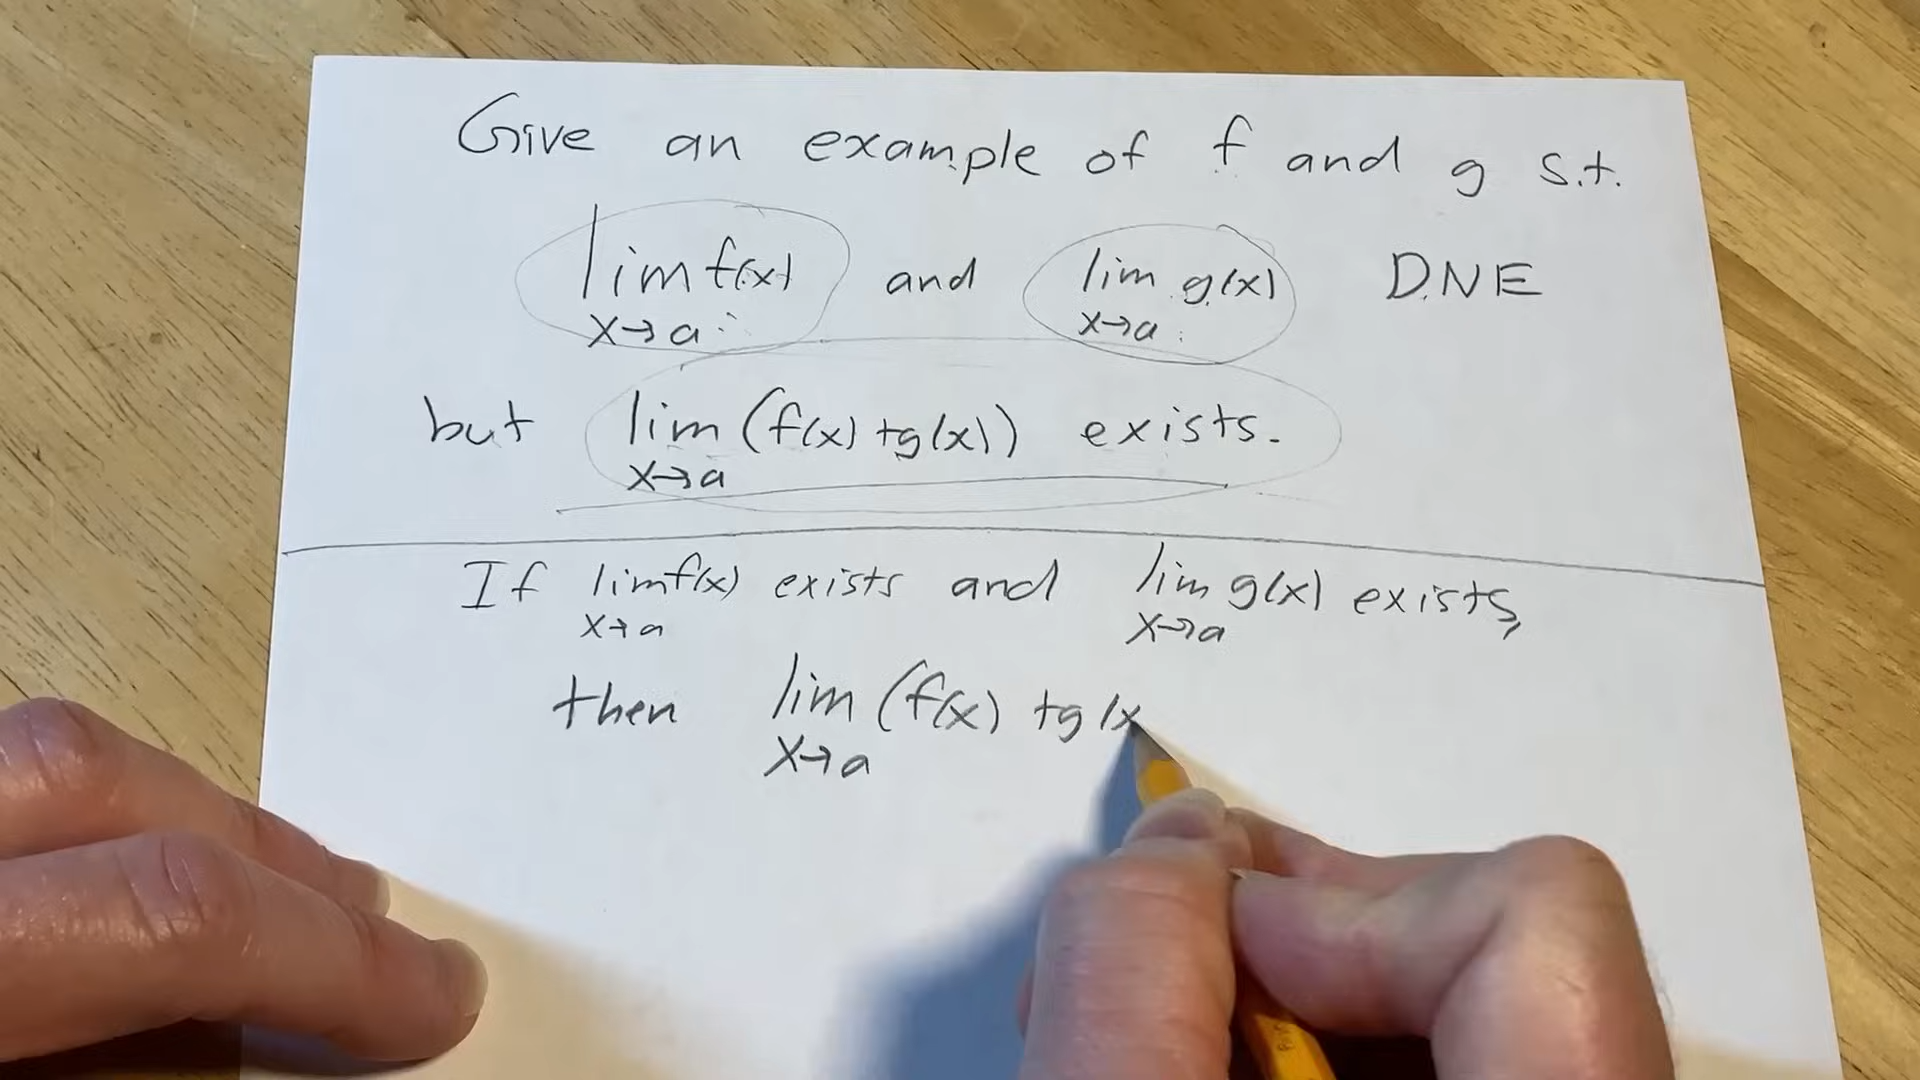 Give an example of f and g s.t.
lim f(x) and lim g(x) DNE
x→a x→a
but lim (f(x) + g(x)) exists.
x→a
If lim f(x) exists and lim g(x) exists,
x→a x→a
then lim (f(x) + g(x
x→a